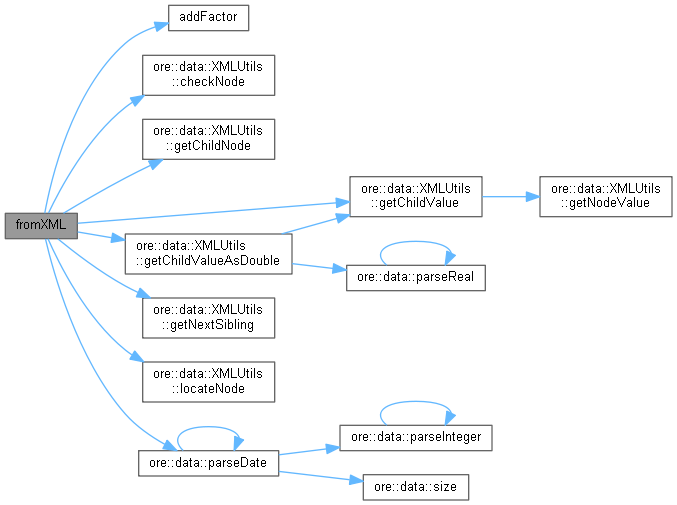 addFactor
ore::data::XMLUtils
::checkNode
ore::data::XMLUtils
::getChildNode
ore::data::XMLUtils
::getChildValue
ore::data::XMLUtils
::getNodeValue
fromXML
ore::data::XMLUtils
::getChildValueAsDouble
ore::data::parseReal
ore::data::XMLUtils
::getNextSibling
ore::data::XMLUtils
::locateNode
ore::data::parseInteger
ore::data::parseDate
ore::data::size